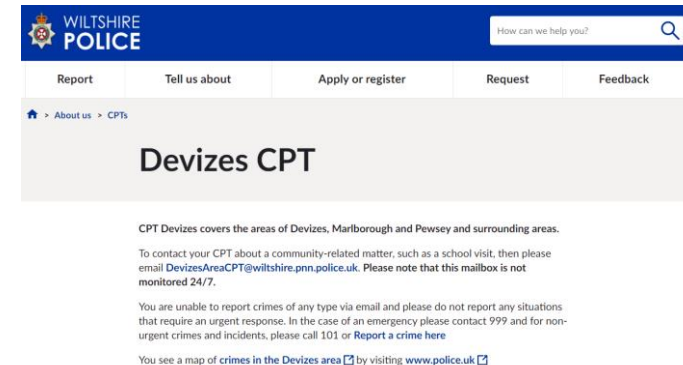 WILTSHIRE
POLICE
How can we help you?
Report Tell us about Apply or register Request Feedback
> About us > CPTs
Devizes CPT
CPT Devizes covers the areas of Devizes, Marlborough and Pewsey and surrounding areas.
To contact your CPT about a community-related matter, such as a school visit, then please
email DevizesAreaCPT@wiltshire.pnn.police.uk. Please note that this mailbox is not
monitored 24/7.
You are unable to report crimes of any type via email and please do not report any situations
that require an urgent response. In the case of an emergency please contact 999 and for non-
urgent crimes and incidents, please call 101 or Report a crime here
You see a map of crimes in the Devizes area by visiting www.police.uk